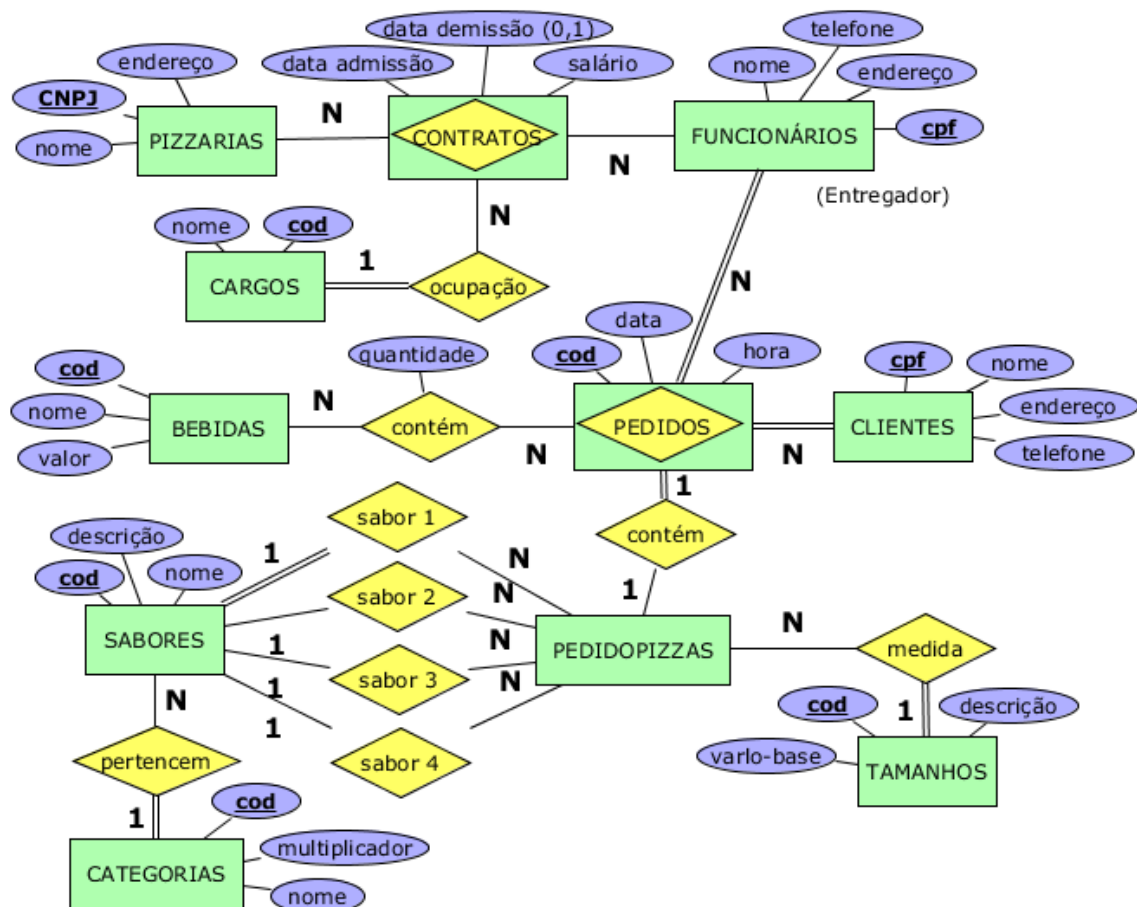 data demissão (0,1)
telefone
endereço
data admissão
salário
nome
endereço
CNPJ
N
cpf
PIZZARIAS
CONTRATOS
FUNCIONÁRIOS
nome
N
(Entregador)
nome
cod
N
1
CARGOS
ocupação
N
data
quantidade
cod
hora
cpf
nome
cod
N
endereço
nome
BEBIDAS
contém
PEDIDOS
CLIENTES
valor
N
N
telefone
1
sabor 1
contém
descrição
1
N
cod
nome
N
sabor 2
1
N
SABORES
N
PEDIDOPIZZAS
medida
1
sabor 3
N
N
1
cod
descrição
1
1
pertencem
sabor 4
varlo-base
TAMANHOS
cod
1
multiplicador
CATEGORIAS
nome